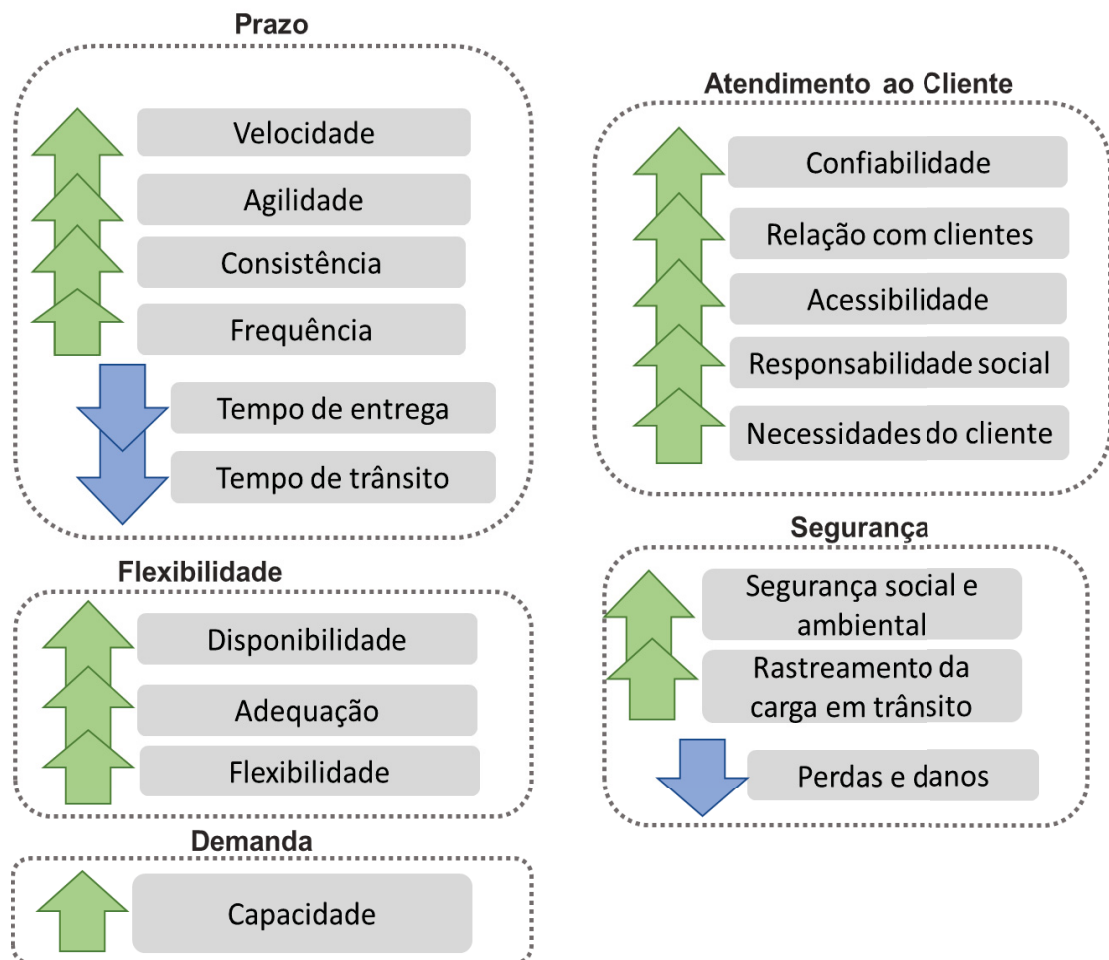 Prazo
Velocidade
Agilidade
Consistência
Frequência
Tempo de entrega
Tempo de trânsito
Flexibilidade
Disponibilidade
Adequação
Flexibilidade
Demanda
Capacidade
Atendimento ao Cliente
Confiabilidade
Relação com clientes
Acessibilidade
Responsabilidade social
Necessidades do cliente
Segurança
Segurança social e
ambiental
Rastreamento da
carga em trânsito
Perdas e danos